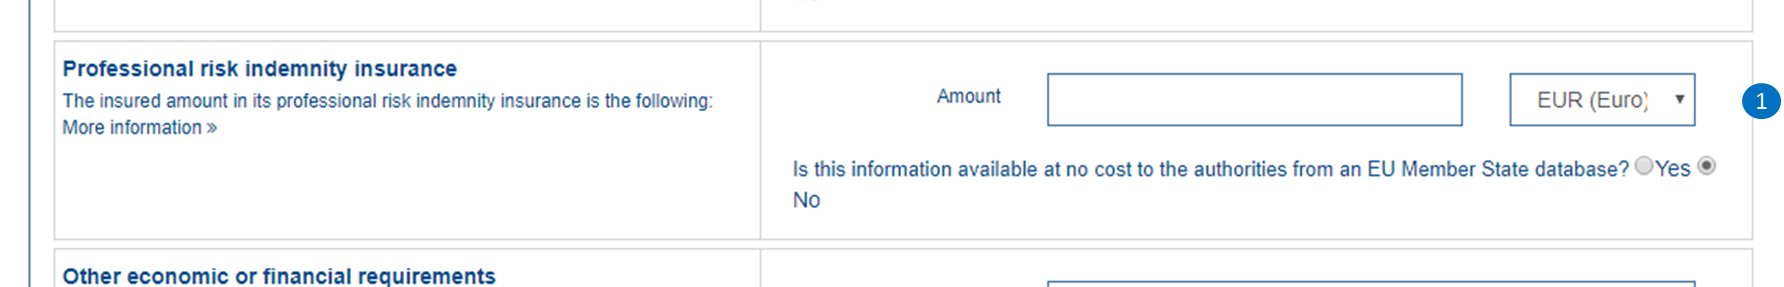 Professional risk indemnity insurance
The insured amount in its professional risk indemnity insurance is the following:
More information »
Amount
EUR (Euro)
1
Is this information available at no cost to the authorities from an EU Member State database? Yes
No
Other economic or financial requirements